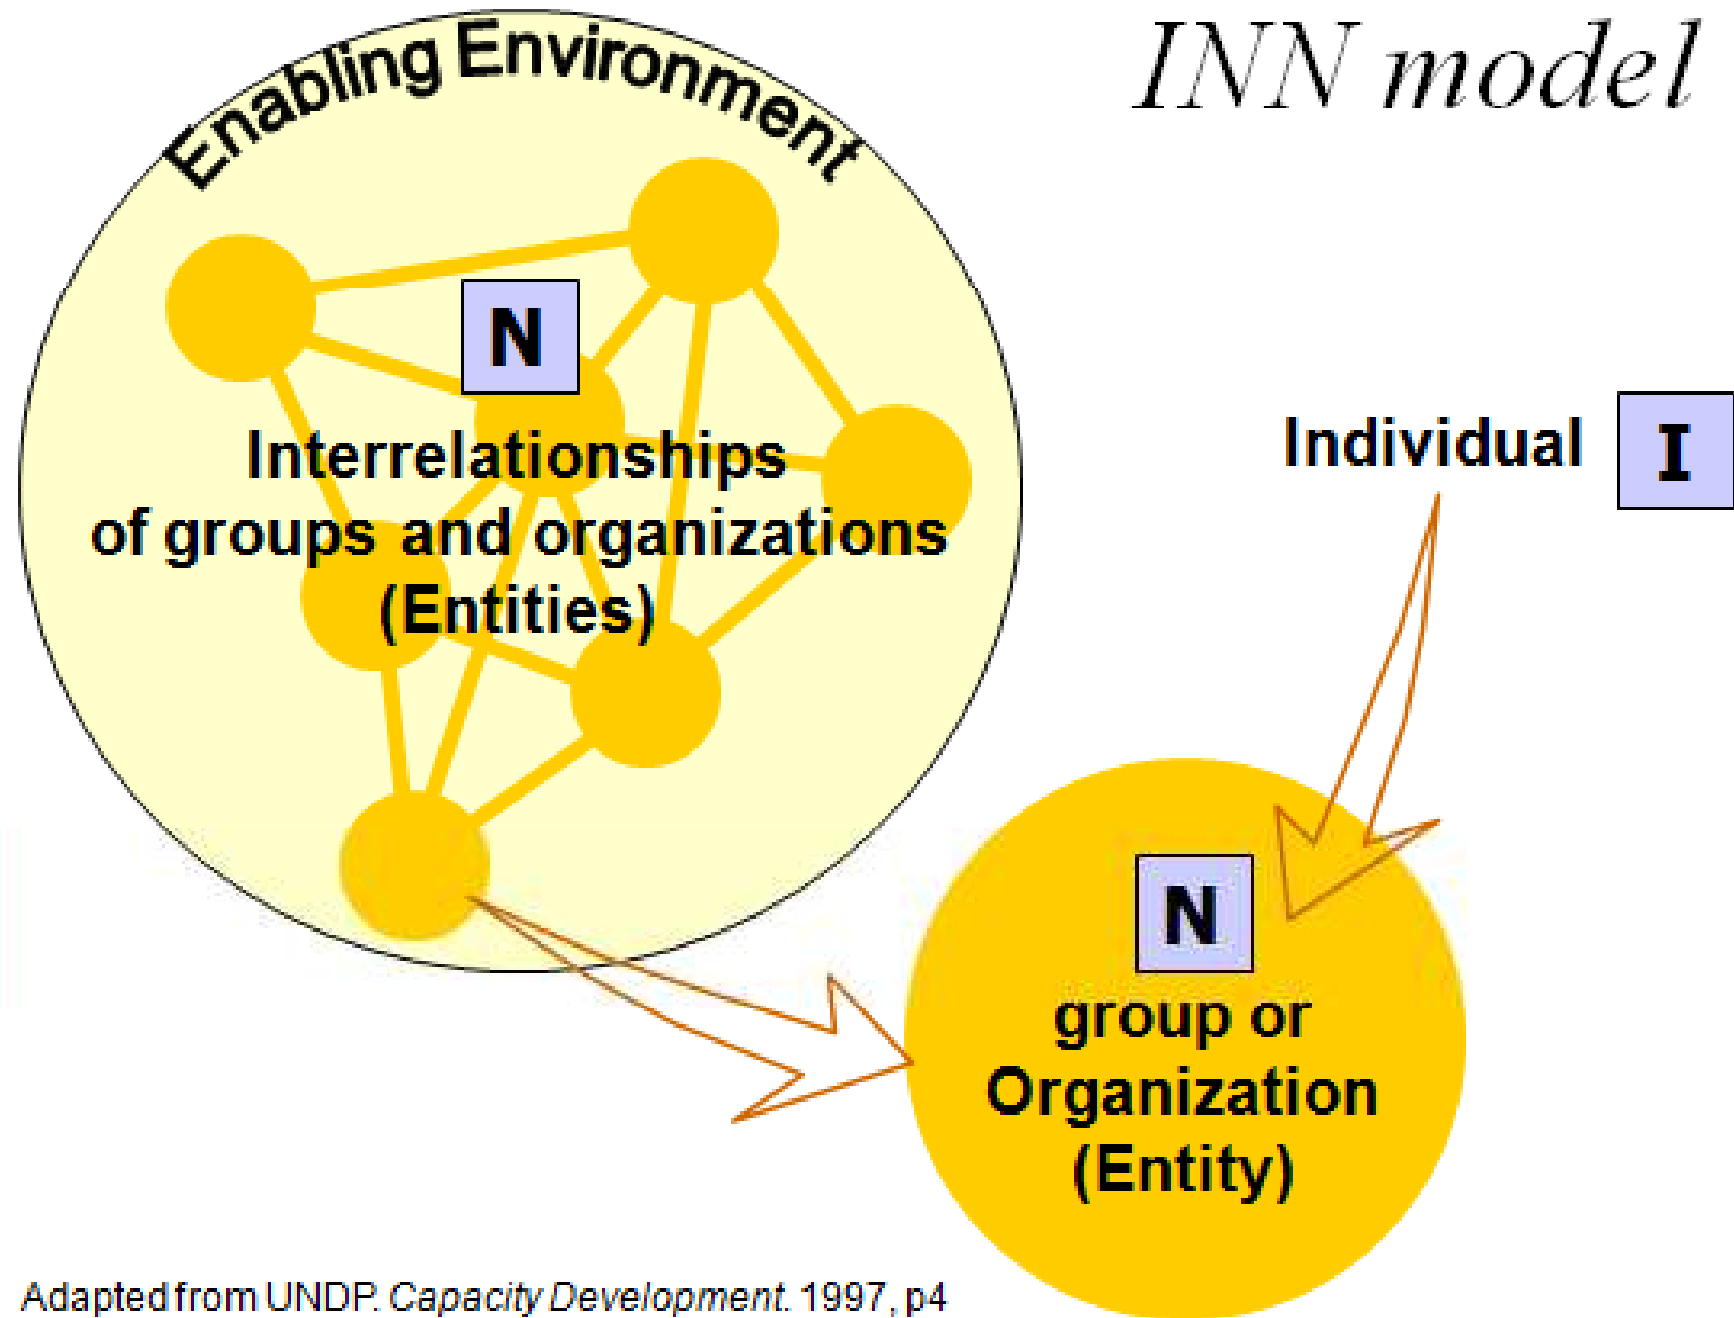 INN model
Enabling Environment
N
Interrelationships
of groups and organizations
(Entities)
Individual
I
N
group or
Organization
(Entity)
Adapted from UNDP. Capacity Development. 1997, p4